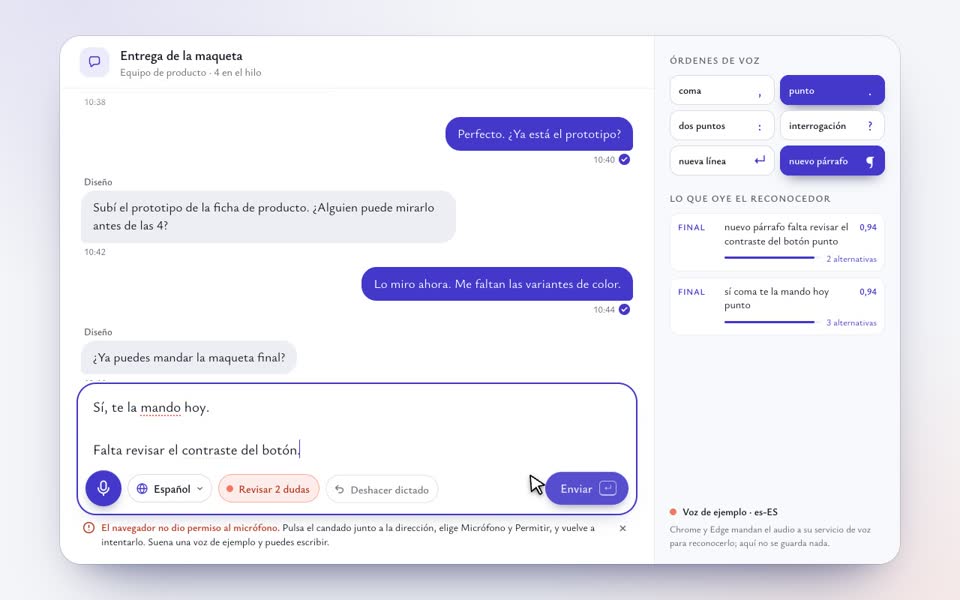 Entrega de la maqueta
Equipo de producto · 4 en el hilo
10:38
Perfecto. ¿Ya está el prototipo?
10:40
Diseño
Subí el prototipo de la ficha de producto. ¿Alguien puede mirarlo
antes de las 4?
10:42
Lo miro ahora. Me faltan las variantes de color.
10:44
Diseño
¿Ya puedes mandar la maqueta final?
Sí, te la mando hoy.
Falta revisar el contraste del botón.
Español
Revisar 2 dudas
Deshacer dictado
Enviar
El navegador no dio permiso al micrófono. Pulsa el candado junto a la dirección, elige Micrófono y Permitir, y vuelve a
intentarlo. Suena una voz de ejemplo y puedes escribir.
ÓRDENES DE VOZ
coma ,
punto .
dos puntos :
interrogación ?
nueva línea ↵
nuevo párrafo ¶
LO QUE OYE EL RECONOCEDOR
FINAL nuevo párrafo falta revisar el 0,94
contraste del botón punto
2 alternativas
FINAL sí coma te la mando hoy 0,94
punto
3 alternativas
Voz de ejemplo · es-ES
Chrome y Edge mandan el audio a su servicio de voz
para reconocerlo; aquí no se guarda nada.